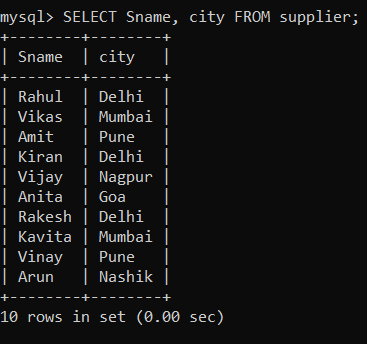 mysql> SELECT Sname, city FROM supplier;
+--------+--------+
| Sname  | city   |
+--------+--------+
| Rahul  | Delhi  |
| Vikas  | Mumbai |
| Amit   | Pune   |
| Kiran  | Delhi  |
| Vijay  | Nagpur |
| Anita  | Goa    |
| Rakesh | Delhi  |
| Kavita | Mumbai |
| Vinay  | Pune   |
| Arun   | Nashik |
+--------+--------+
10 rows in set (0.00 sec)